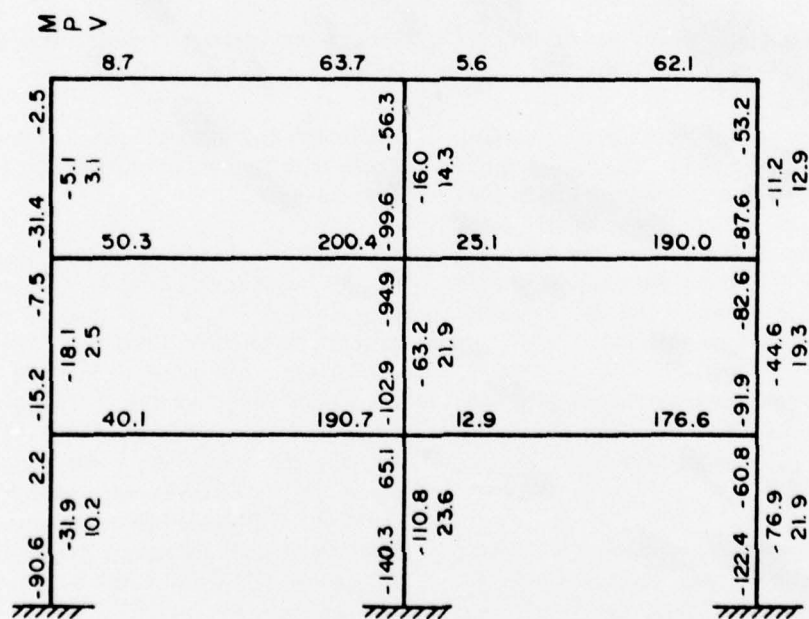 M
P
V
8.7 63.7 5.6 62.1
-2.5 -56.3 -53.2
-5.1 -16.0 -11.2
3.1 14.3 12.9
-31.4 -99.6 -87.6
50.3 200.4 25.1 190.0
-7.5 -94.9 -82.6
-18.1 -63.2 -44.6
2.5 21.9 19.3
-15.2 -102.9 -91.9
40.1 190.7 12.9 176.6
2.2 65.1 -60.8
-31.9 -110.8 -76.9
10.2 23.6 21.9
-90.6 -140.3 -122.4